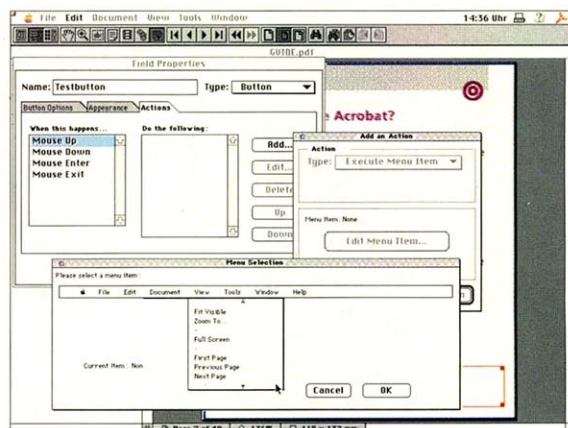 File Edit Document View Tools Window
14:36 Uhr
GUIDE.pdf
Field Properties
Name: Testbutton Type: Button
Button Options Appearance Actions
When this happens... Do the following:
Mouse Up
Mouse Down
Mouse Enter
Mouse Exit
Add...
Edit...
Delete
Up
Down
Acrobat?
Add an Action
Action
Type: Execute Menu Item
Menu Item: None
Edit Menu Item...
Menu Selection
Please select a menu item:
File Edit Document View Tools Window Help
Fit Visible
Zoom To...
-
Full Screen
-
First Page
Previous Page
Next Page
Current Item: Non
Cancel OK